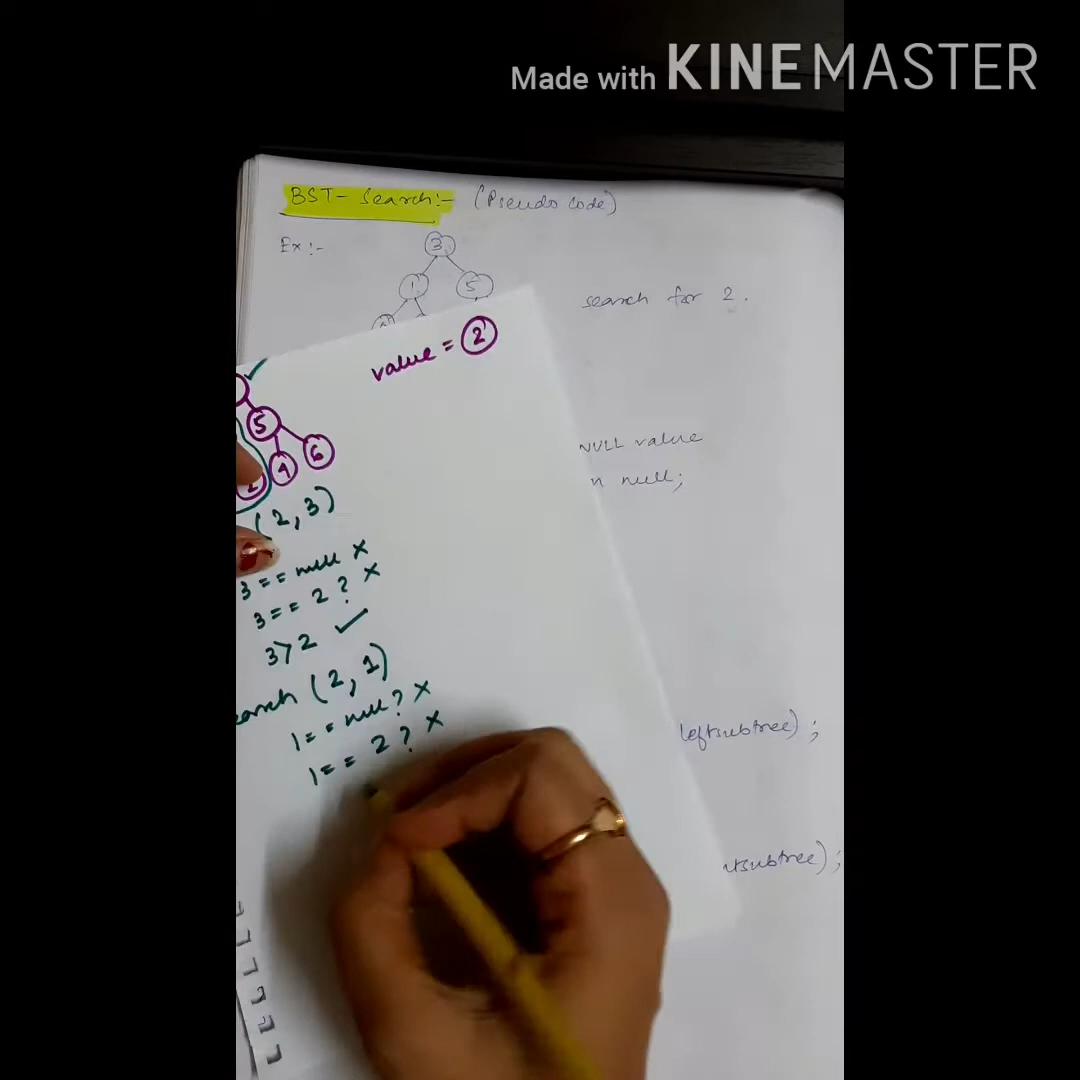 Made with KINEMASTER
BST- Search:- (Pseudo Code)
Ex:-
3
1 5
search for 2.
value = 2
5
4 6
2
(2, 3)
NULL value
null;
3 == null X
3 == 2 ? X
3 > 2 ✓
(2, 1)
1 == null? X
1 == 2 ? X
leftsubtree);